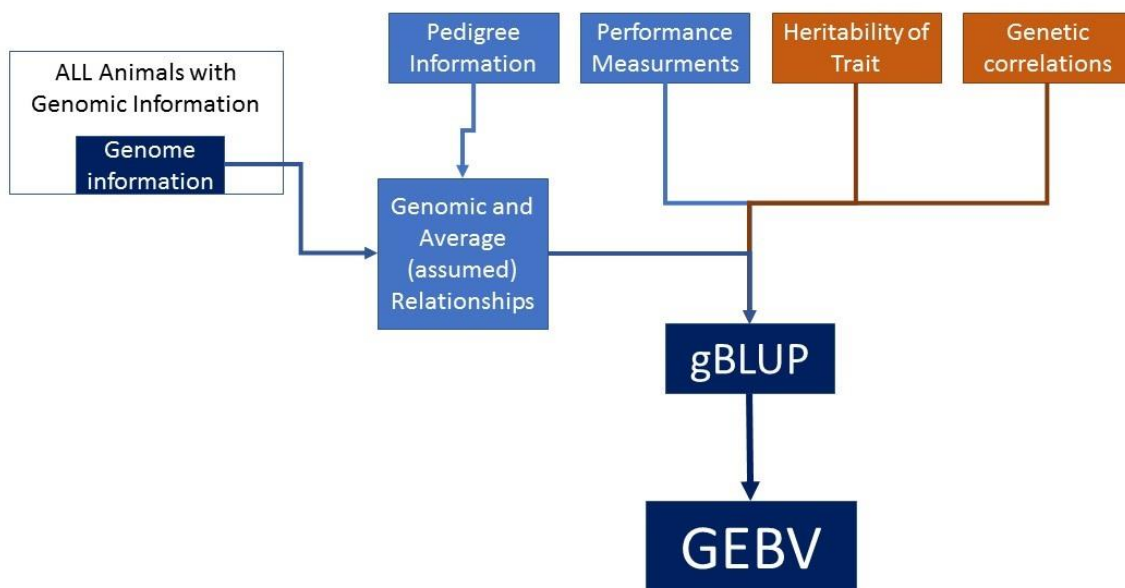 ALL Animals with
Genomic Information
Genome
information
Pedigree
Information
Performance
Measurments
Heritability of
Trait
Genetic
correlations
Genomic and
Average
(assumed)
Relationships
gBLUP
GEBV